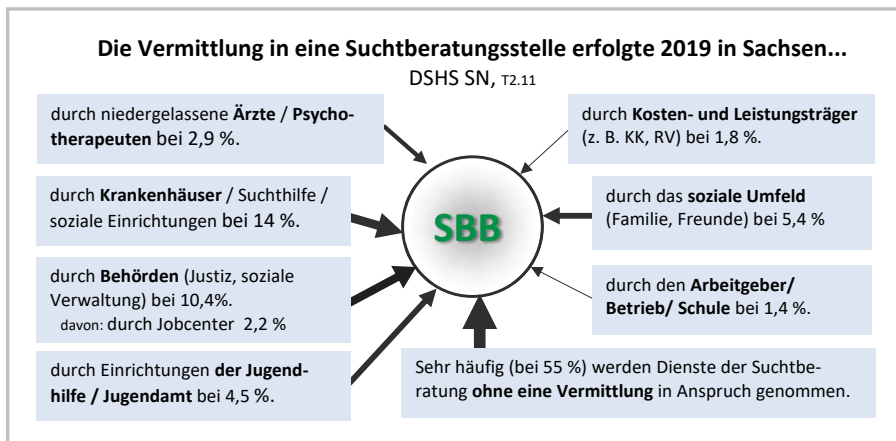 Die Vermittlung in eine Suchtberatungsstelle erfolgte 2019 in Sachsen...
DSHS SN, T2.11
durch niedergelassene Ärzte / Psycho-
therapeuten bei 2,9 %.
durch Krankenhäuser / Suchthilfe /
soziale Einrichtungen bei 14 %.
durch Behörden (Justiz, soziale
Verwaltung) bei 10,4%.
davon: durch Jobcenter 2,2 %
durch Einrichtungen der Jugend-
hilfe / Jugendamt bei 4,5 %.
SBB
durch Kosten- und Leistungsträger
(z. B. KK, RV) bei 1,8 %.
durch das soziale Umfeld
(Familie, Freunde) bei 5,4 %
durch den Arbeitgeber/
Betrieb/ Schule bei 1,4 %.
Sehr häufig (bei 55 %) werden Dienste der Suchtbe-
ratung ohne eine Vermittlung in Anspruch genommen.